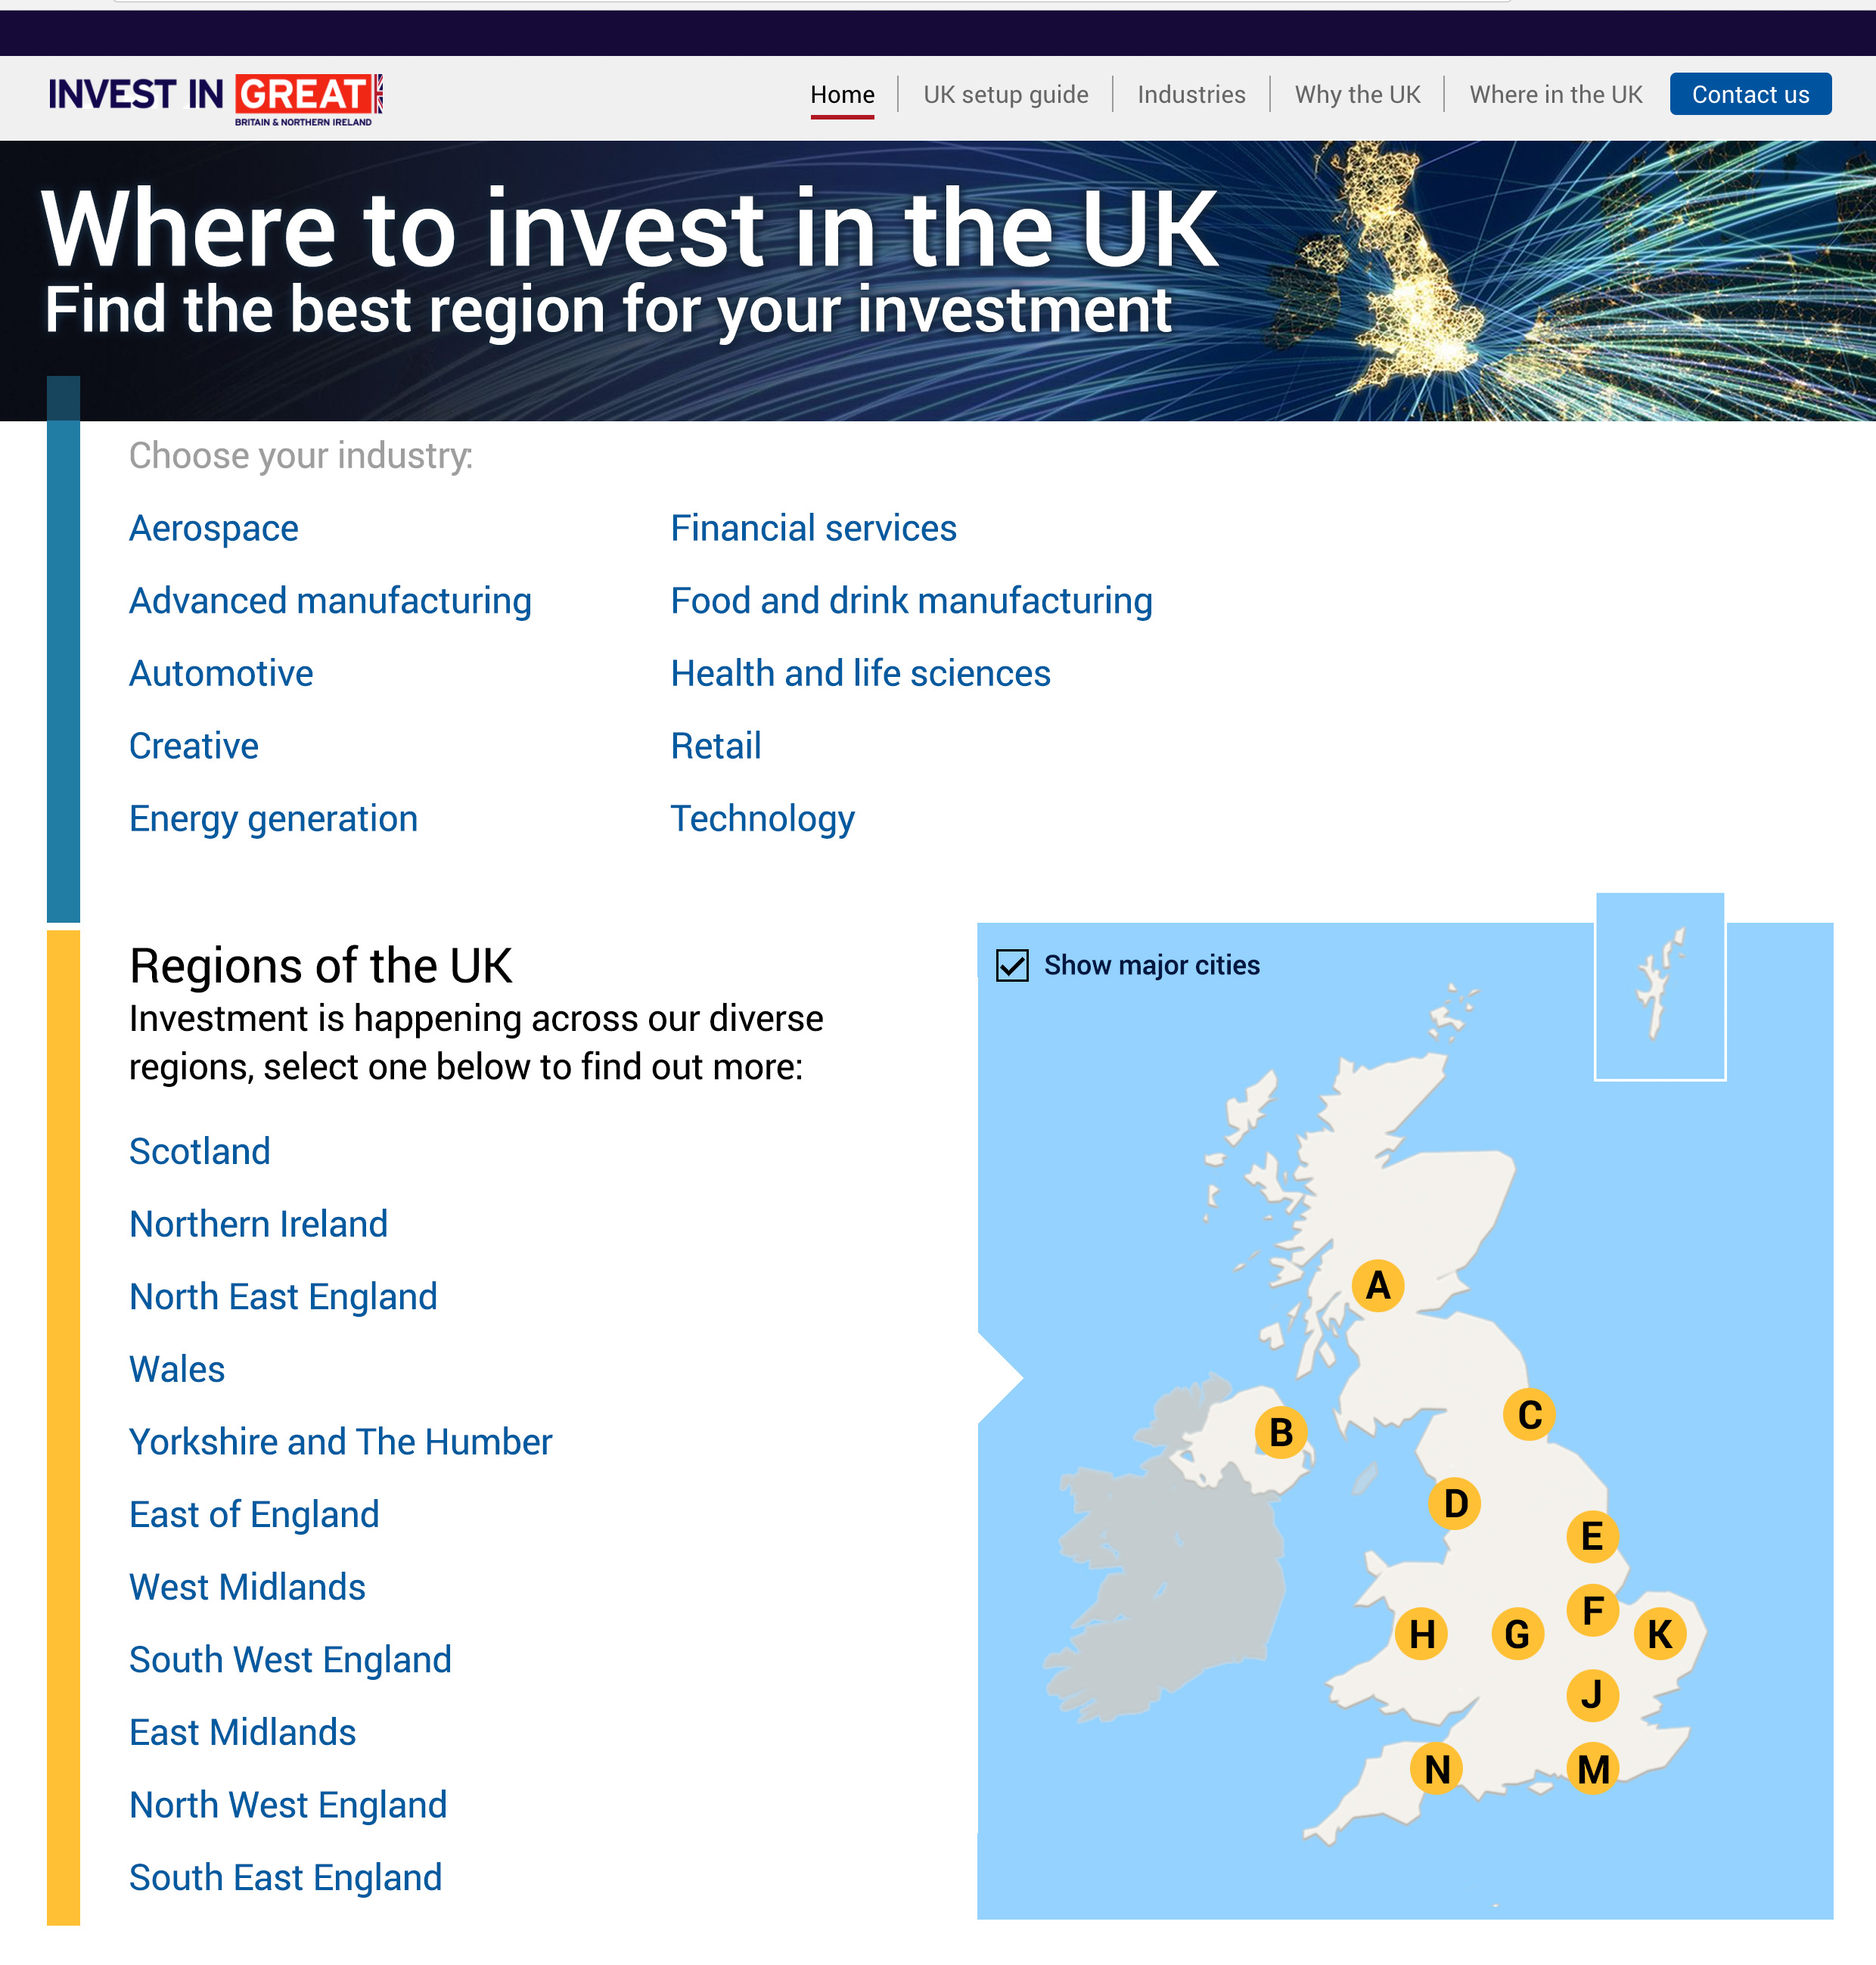 INVEST IN GREAT
BRITAIN & NORTHERN IRELAND
Home
UK setup guide
Industries
Why the UK
Where in the UK
Contact us
Where to invest in the UK
Find the best region for your investment
Choose your industry:
Aerospace
Advanced manufacturing
Automotive
Creative
Energy generation
Financial services
Food and drink manufacturing
Health and life sciences
Retail
Technology
Regions of the UK
Investment is happening across our diverse
regions, select one below to find out more:
Scotland
Northern Ireland
North East England
Wales
Yorkshire and The Humber
East of England
West Midlands
South West England
East Midlands
North West England
South East England
Show major cities
A
B
C
D
E
F
H
G
K
J
N
M